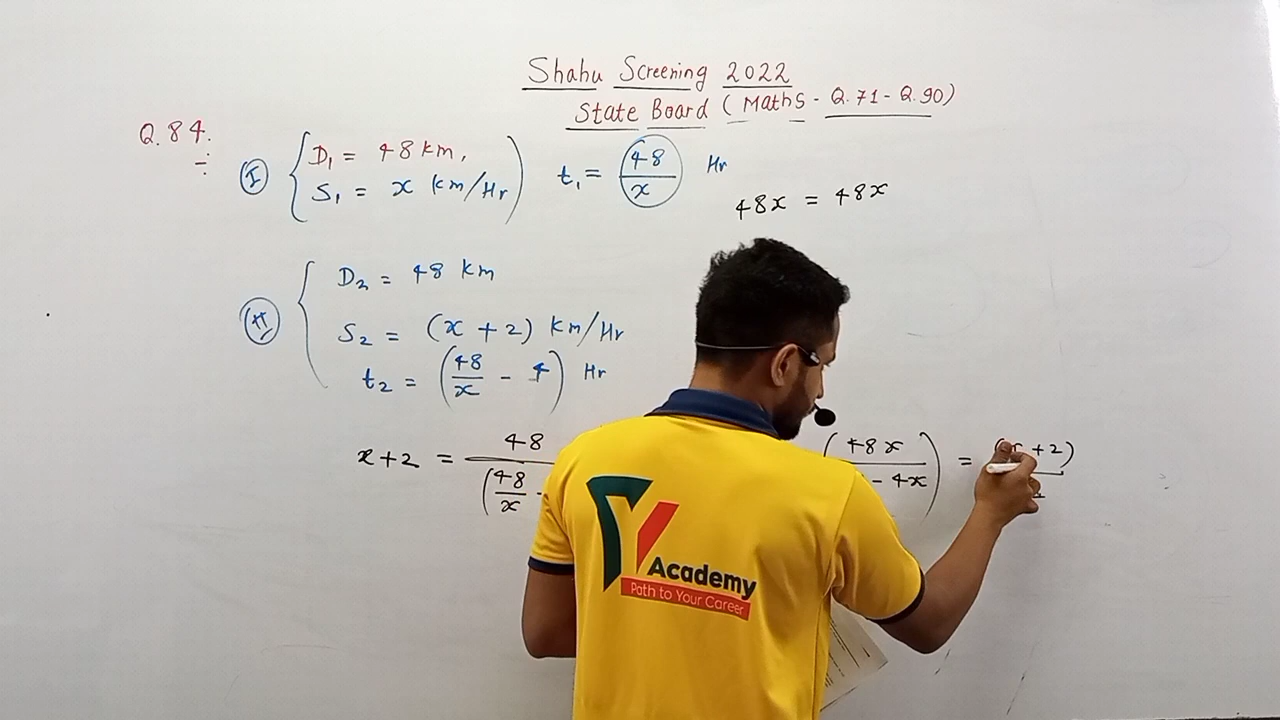 Shahu Screening 2022
State Board (Maths - Q.71 - Q.90)
Q.84.
I D₁ = 48 km,
S₁ = x km/Hr
t₁ = 48/x Hr
48x = 48x
II D₂ = 48 km
S₂ = (x + 2) km/Hr
t₂ = (48/x - 4) Hr
x + 2 = 48 / (48/x -
(48x / - 4x) = + 2)
Academy
Path to Your Career